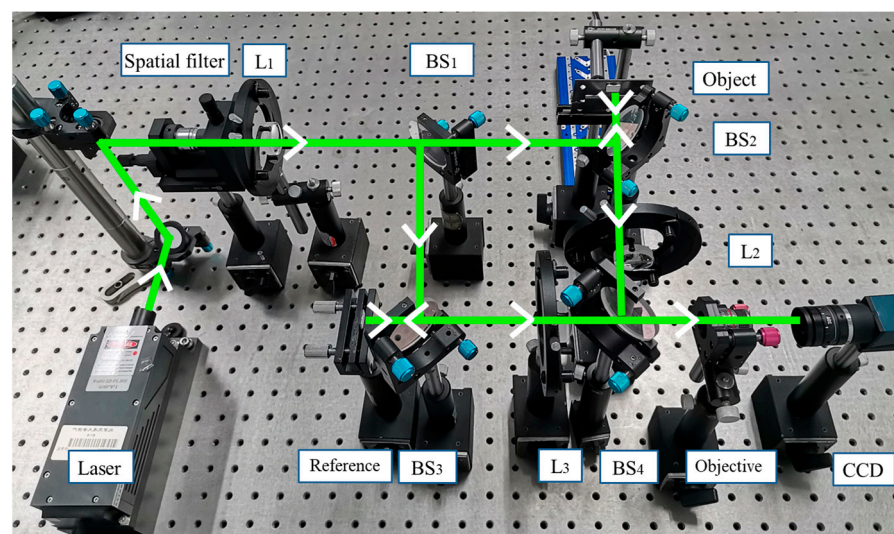 Spatial filter
L1
BS1
Object
BS2
L2
Laser
Reference
BS3
L3
BS4
Objective
CCD